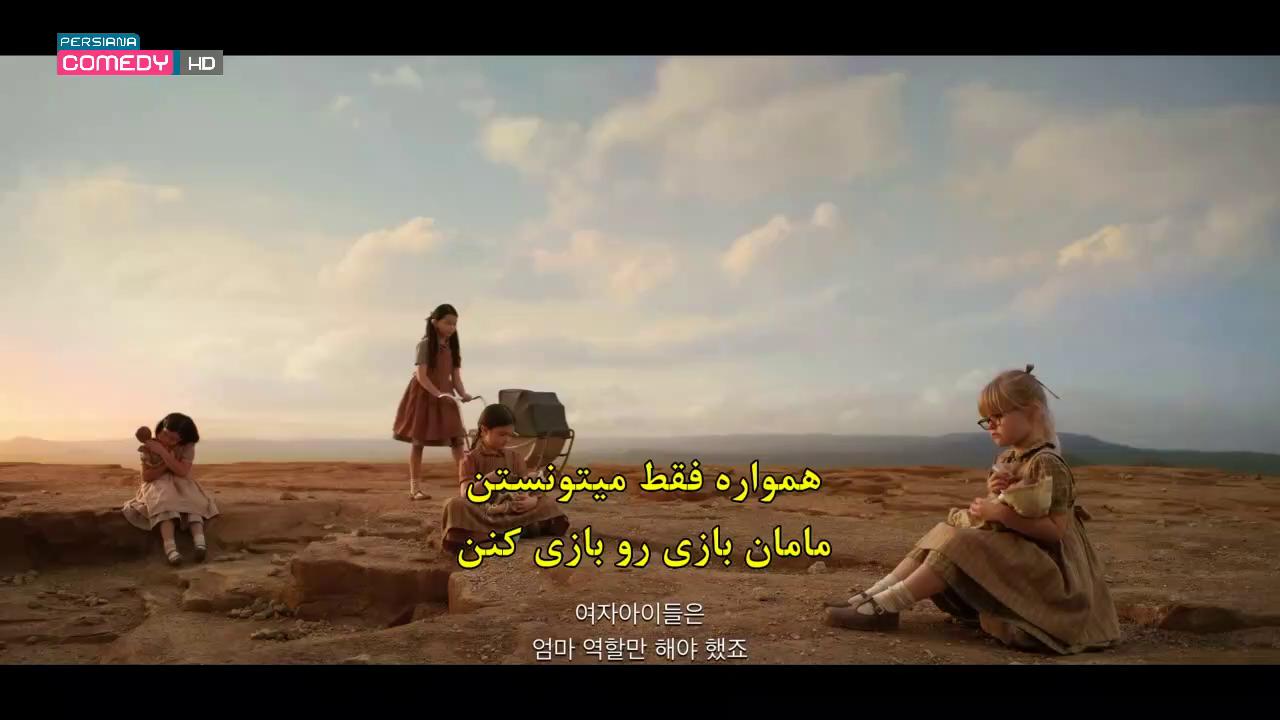 PERSIANA
COMEDY HD
همواره فقط میتونستن
مامان بازی رو بازی کنن
여자아이들은
엄마 역할만 해야 했죠